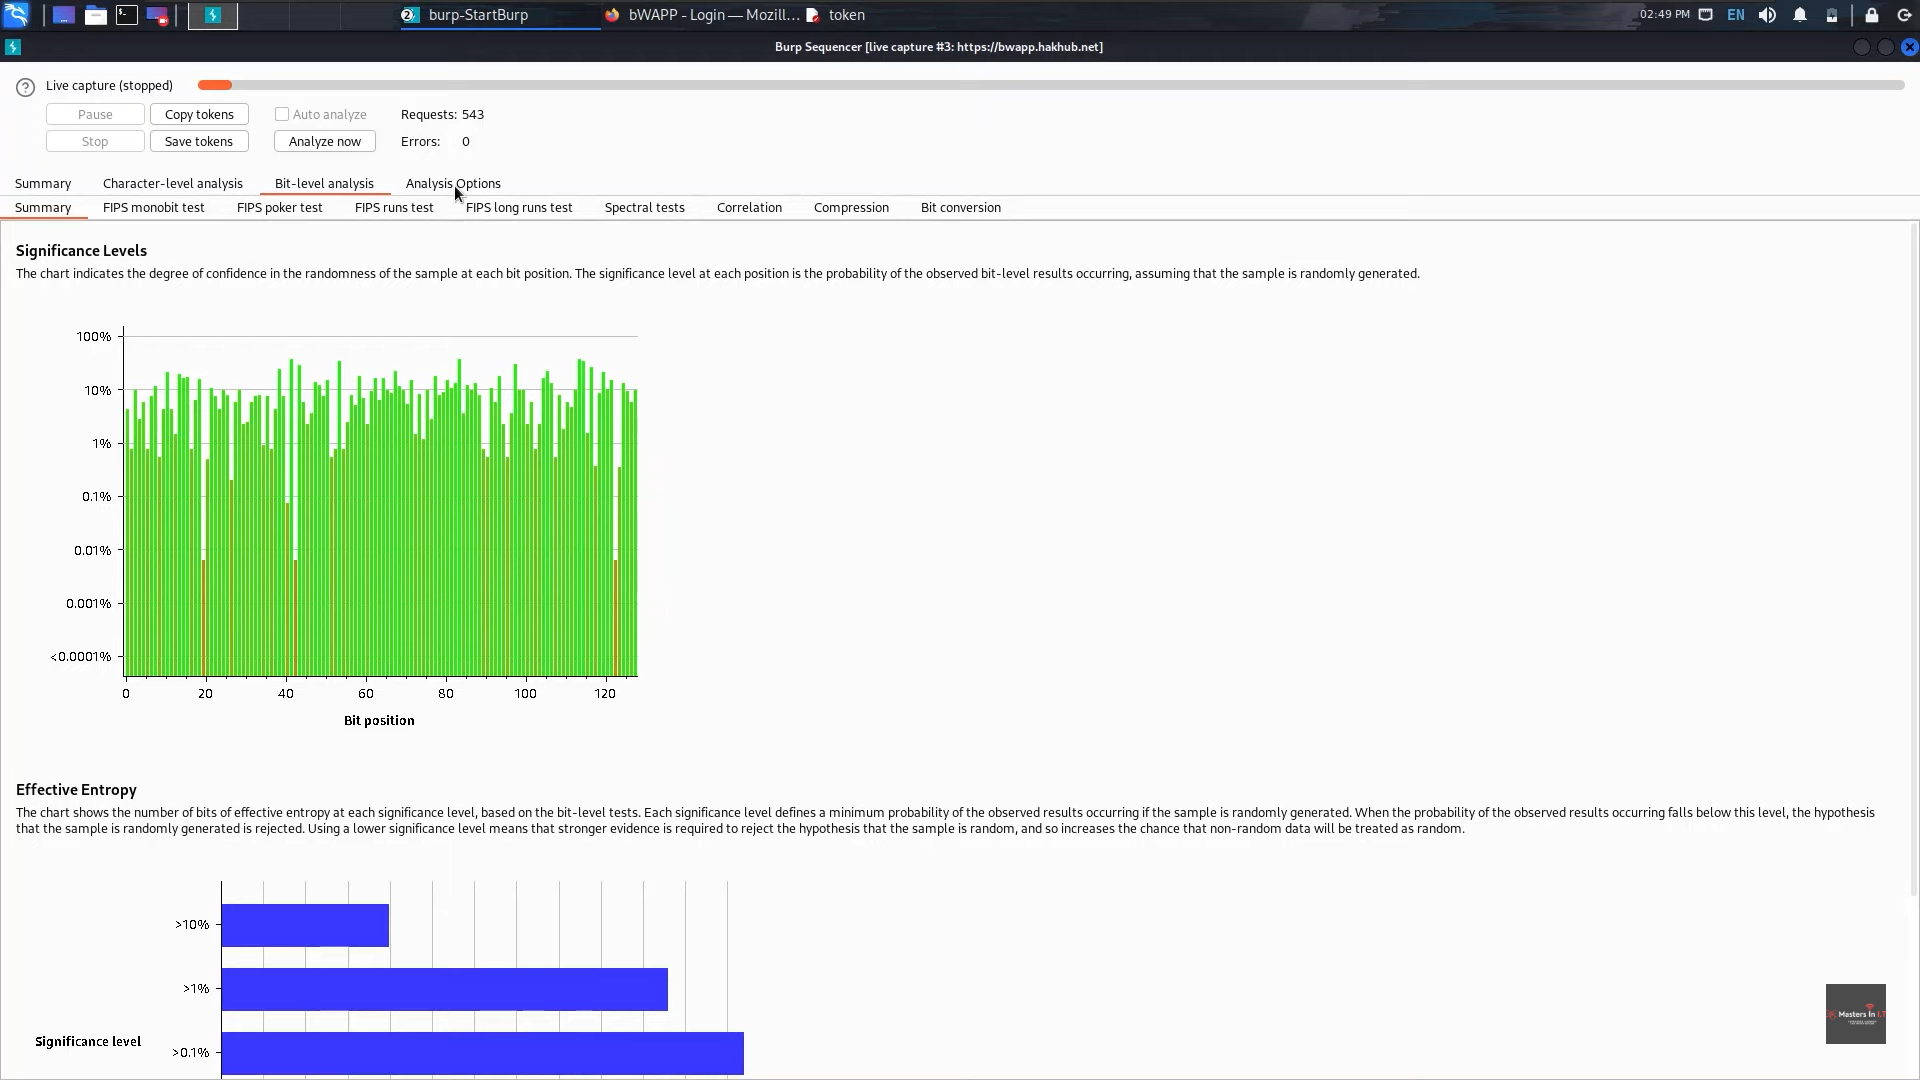 burp-StartBurp
bWAPP - Login — Mozill...
token
02:49 PM
EN
Burp Sequencer [live capture #3: https://bwapp.hakhub.net]
Live capture (stopped)
Pause
Copy tokens
Auto analyze
Requests: 543
Stop
Save tokens
Analyze now
Errors: 0
Summary
Character-level analysis
Bit-level analysis
Analysis Options
Summary
FIPS monobit test
FIPS poker test
FIPS runs test
FIPS long runs test
Spectral tests
Correlation
Compression
Bit conversion
Significance Levels
The chart indicates the degree of confidence in the randomness of the sample at each bit position. The significance level at each position is the probability of the observed bit-level results occurring, assuming that the sample is randomly generated.
100%
10%
1%
0.1%
0.01%
0.001%
<0.0001%
0 20 40 60 80 100 120
Bit position
Effective Entropy
The chart shows the number of bits of effective entropy at each significance level, based on the bit-level tests. Each significance level defines a minimum probability of the observed results occurring if the sample is randomly generated. When the probability of the observed results occurring falls below this level, the hypothesis
that the sample is randomly generated is rejected. Using a lower significance level means that stronger evidence is required to reject the hypothesis that the sample is random, and so increases the chance that non-random data will be treated as random.
>10%
>1%
Significance level
>0.1%
Masters In I.T